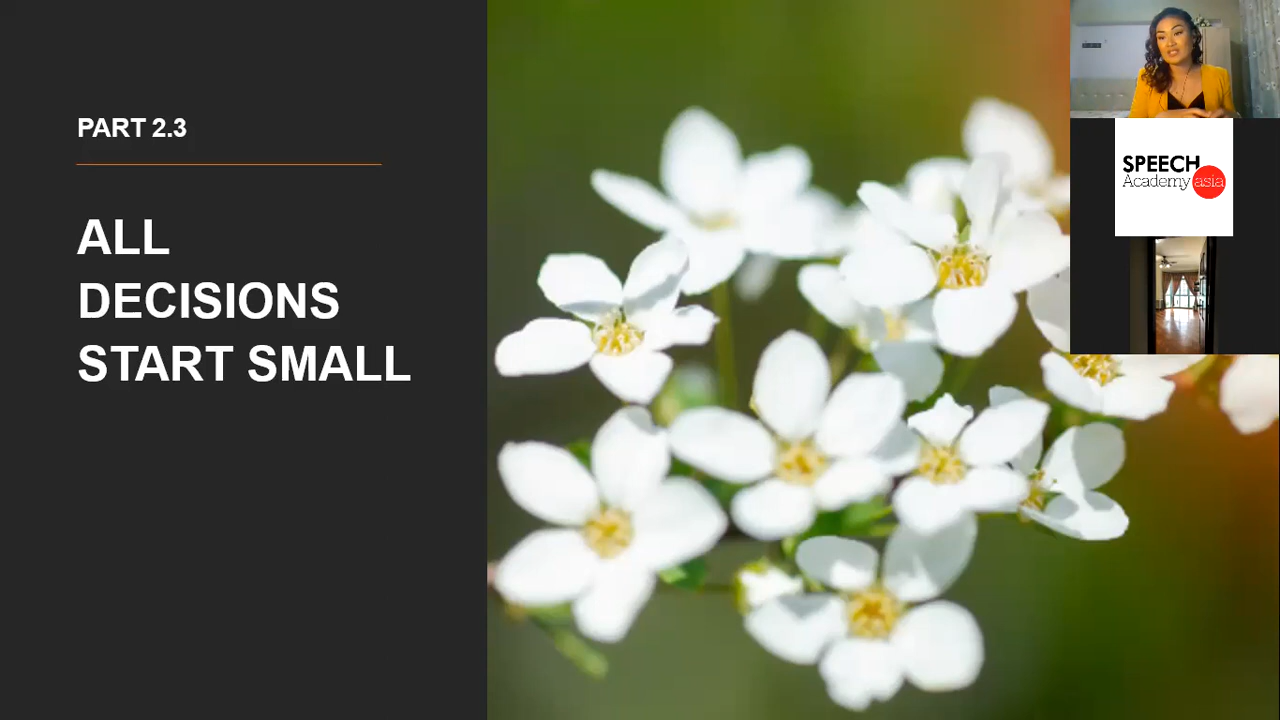 PART 2.3
ALL
DECISIONS
START SMALL
SPEECH
Academy asia